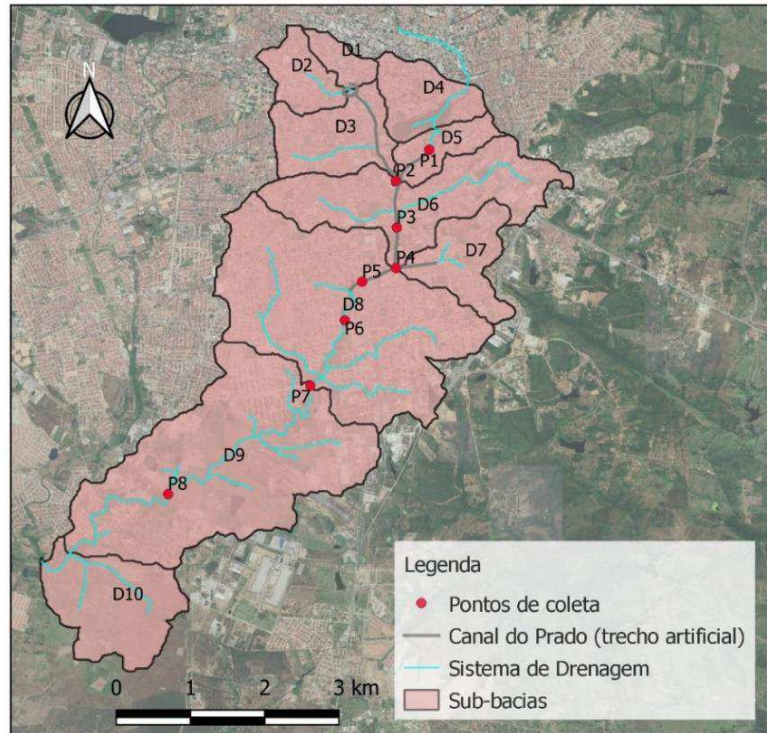 N
D1
D2
D4
D3
D5
P1
P2
D6
P3
D7
P4
P5
D8
P6
P7
D9
P8
D10
0 1 2 3 km
Legenda
Pontos de coleta
Canal do Prado (trecho artificial)
Sistema de Drenagem
Sub-bacias